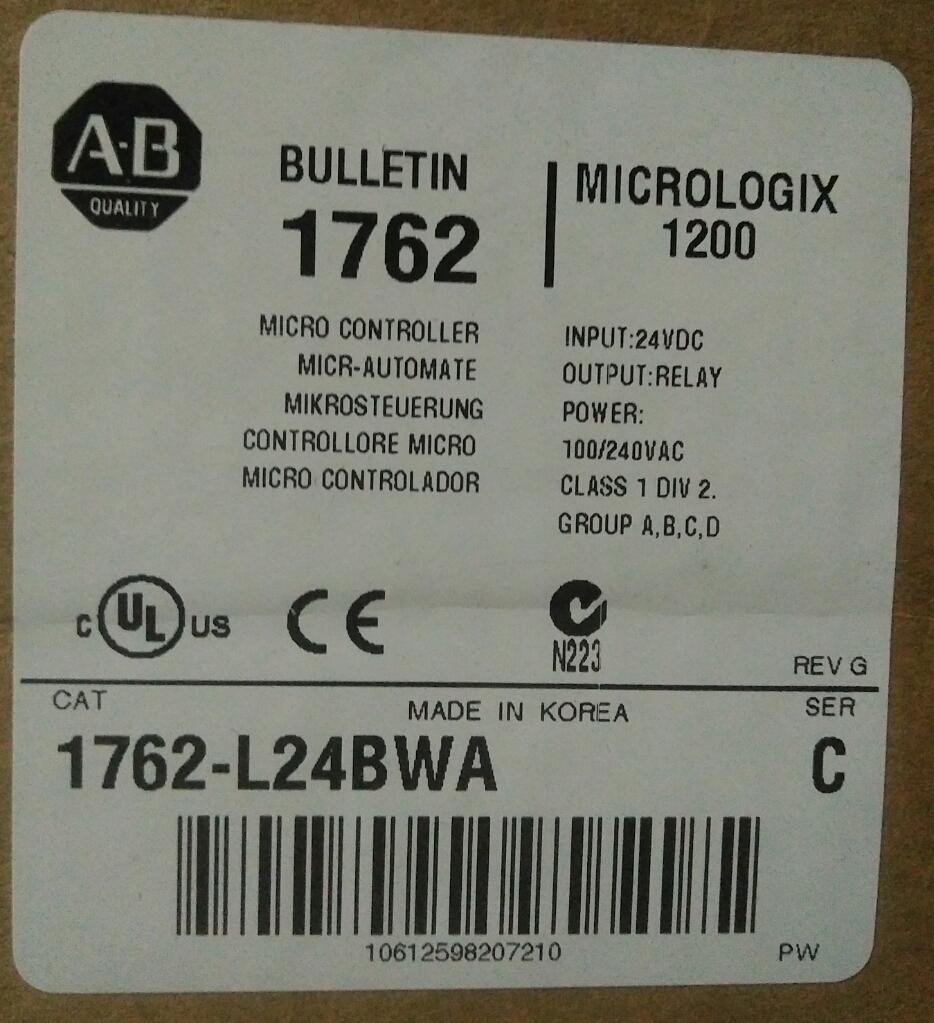 A-B
QUALITY
BULLETIN
1762
MICROLOGIX
1200
MICRO CONTROLLER
MICR-AUTOMATE
MIKROSTEUERUNG
CONTROLLORE MICRO
MICRO CONTROLADOR
INPUT:24VDC
OUTPUT:RELAY
POWER:
100/240VAC
CLASS 1 DIV 2.
GROUP A,B,C,D
C UL US
CE
N223
REV G
CAT
MADE IN KOREA
SER
1762-L24BWA
C
10612598207210
PW